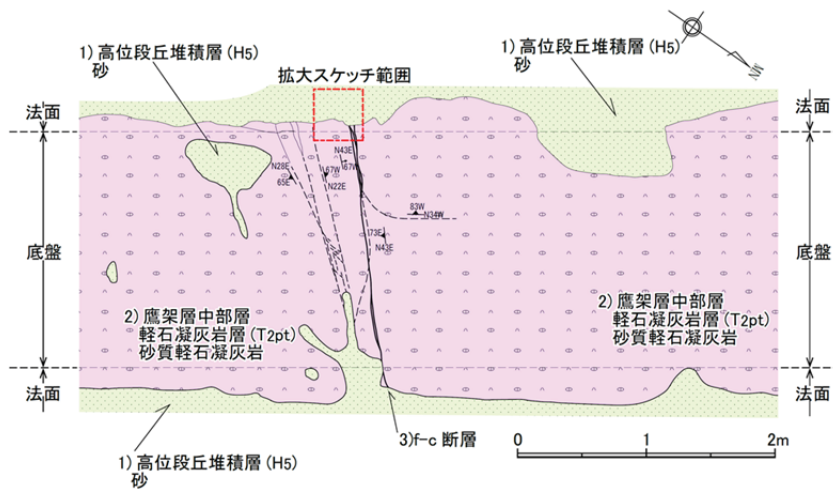 1) 高位段丘堆積層 (H5)
砂
拡大スケッチ範囲
1) 高位段丘堆積層 (H5)
砂
NW
法面
法面
底盤
底盤
法面
法面
N43E
67W
N28E
65E
67W
N22E
83W
N34W
73E
N43E
2) 鷹架層中部層
軽石凝灰岩層 (T2pt)
砂質軽石凝灰岩
2) 鷹架層中部層
軽石凝灰岩層 (T2pt)
砂質軽石凝灰岩
1) 高位段丘堆積層 (H5)
砂
3)f-c 断層
0 1 2m